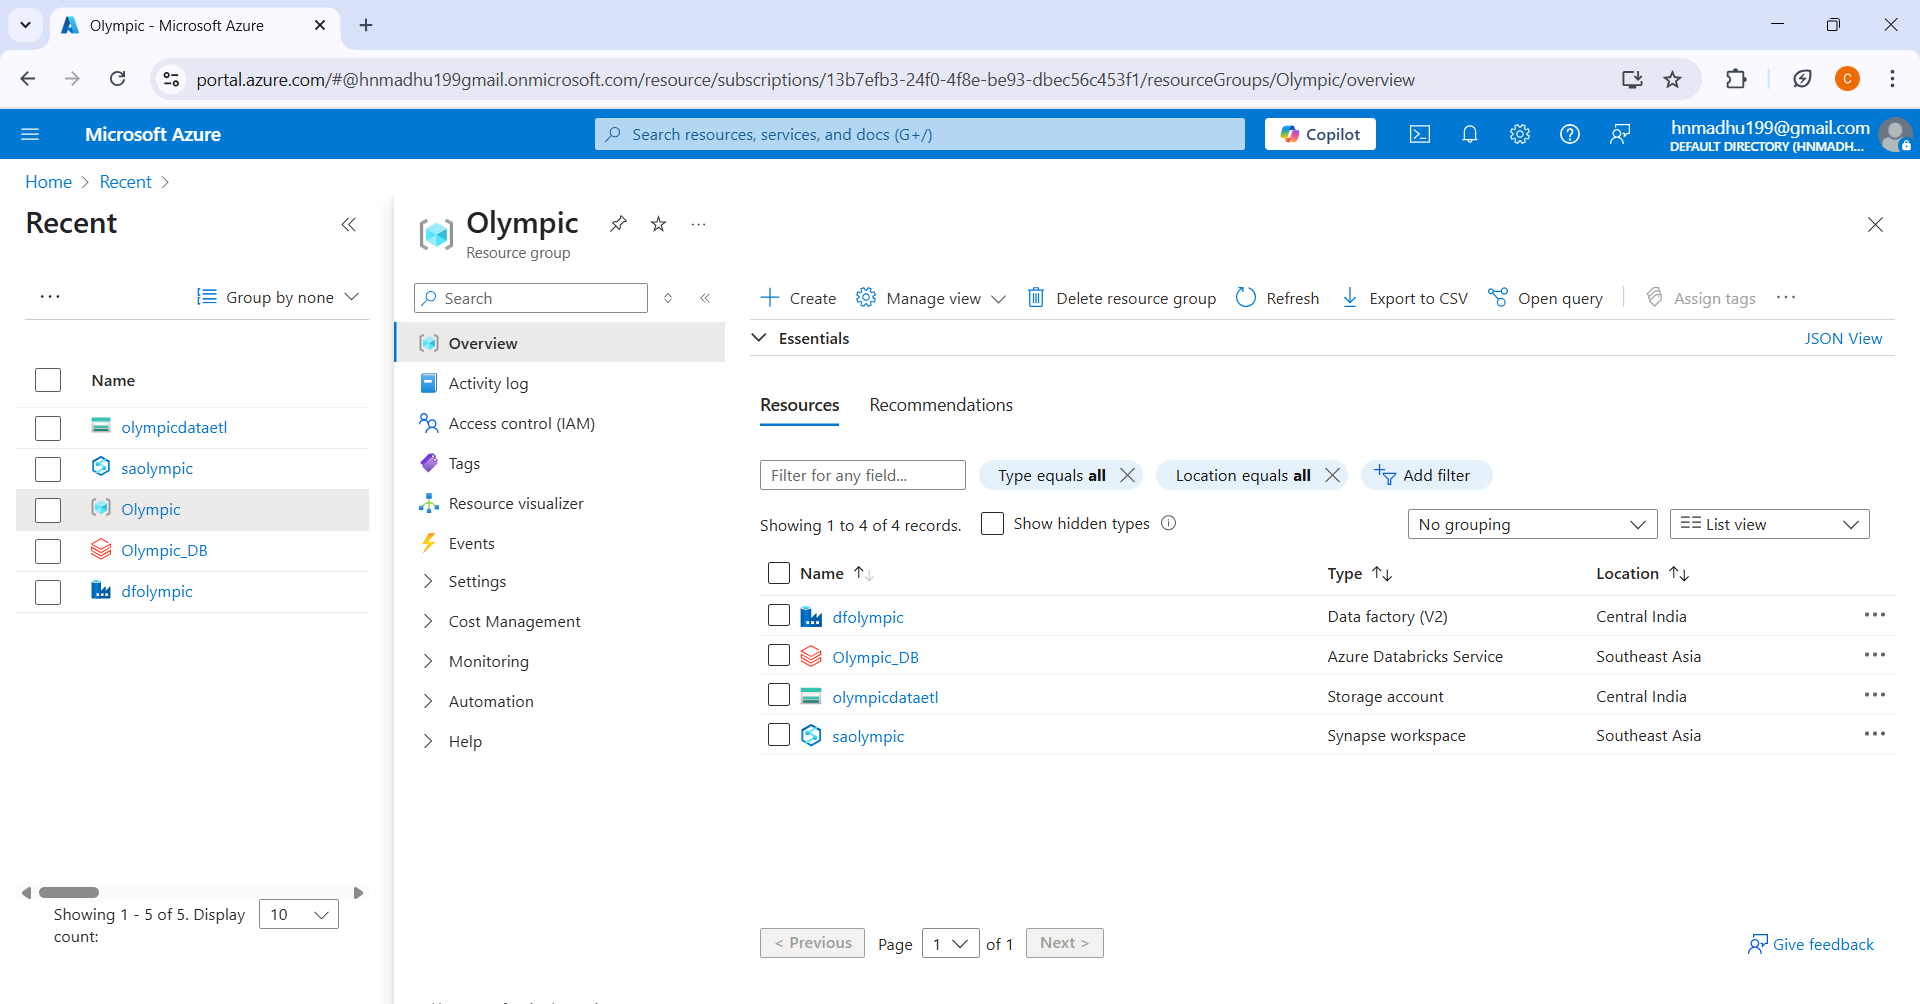 Olympic - Microsoft Azure
portal.azure.com/#@hnmadhu199gmail.onmicrosoft.com/resource/subscriptions/13b7efb3-24f0-4f8e-be93-dbec56c453f1/resourceGroups/Olympic/overview
C
Microsoft Azure
Search resources, services, and docs (G+/)
Copilot
hnmadhu199@gmail.com
DEFAULT DIRECTORY (HNMADH...
Home > Recent >
Recent
Group by none
Name
olympicdataetl
saolympic
Olympic
Olympic_DB
dfolympic
Showing 1 - 5 of 5. Display count:
10
Olympic
Resource group
Search
Overview
Activity log
Access control (IAM)
Tags
Resource visualizer
Events
Settings
Cost Management
Monitoring
Automation
Help
Create
Manage view
Delete resource group
Refresh
Export to CSV
Open query
Assign tags
Essentials
JSON View
Resources
Recommendations
Filter for any field...
Type equals all
Location equals all
Add filter
Showing 1 to 4 of 4 records.
Show hidden types
No grouping
List view
Name Type Location
dfolympic Data factory (V2) Central India
Olympic_DB Azure Databricks Service Southeast Asia
olympicdataetl Storage account Central India
saolympic Synapse workspace Southeast Asia
< Previous
Page 1 of 1
Next >
Give feedback